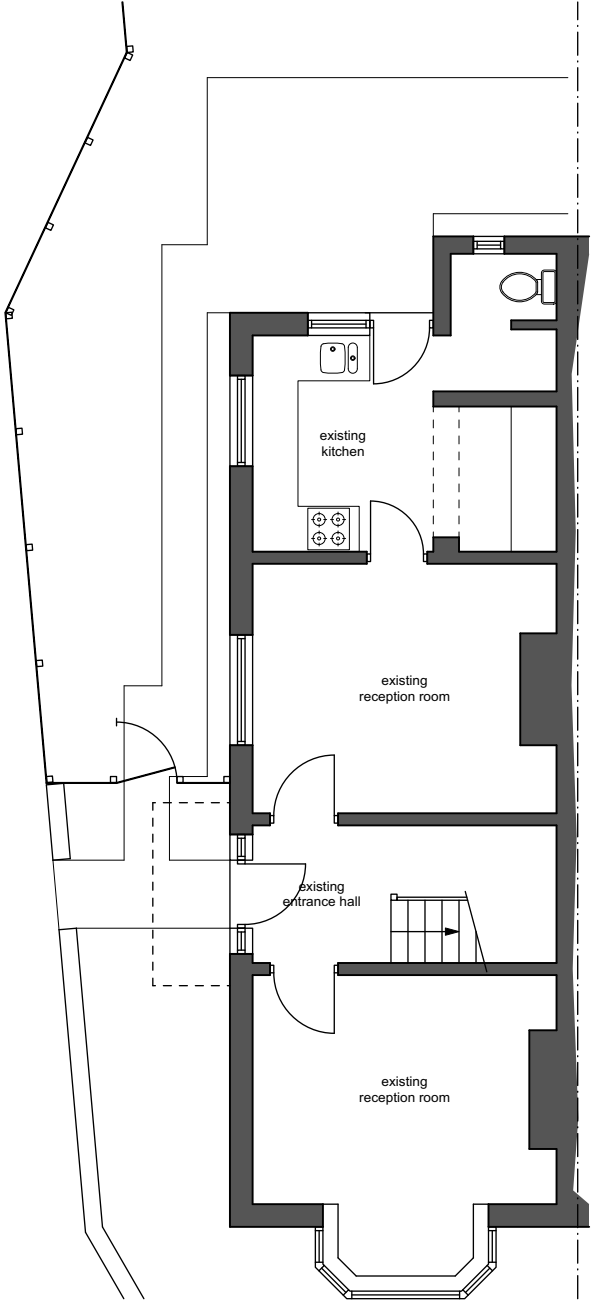 existing
kitchen
existing
reception room
existing
entrance hall
existing
reception room